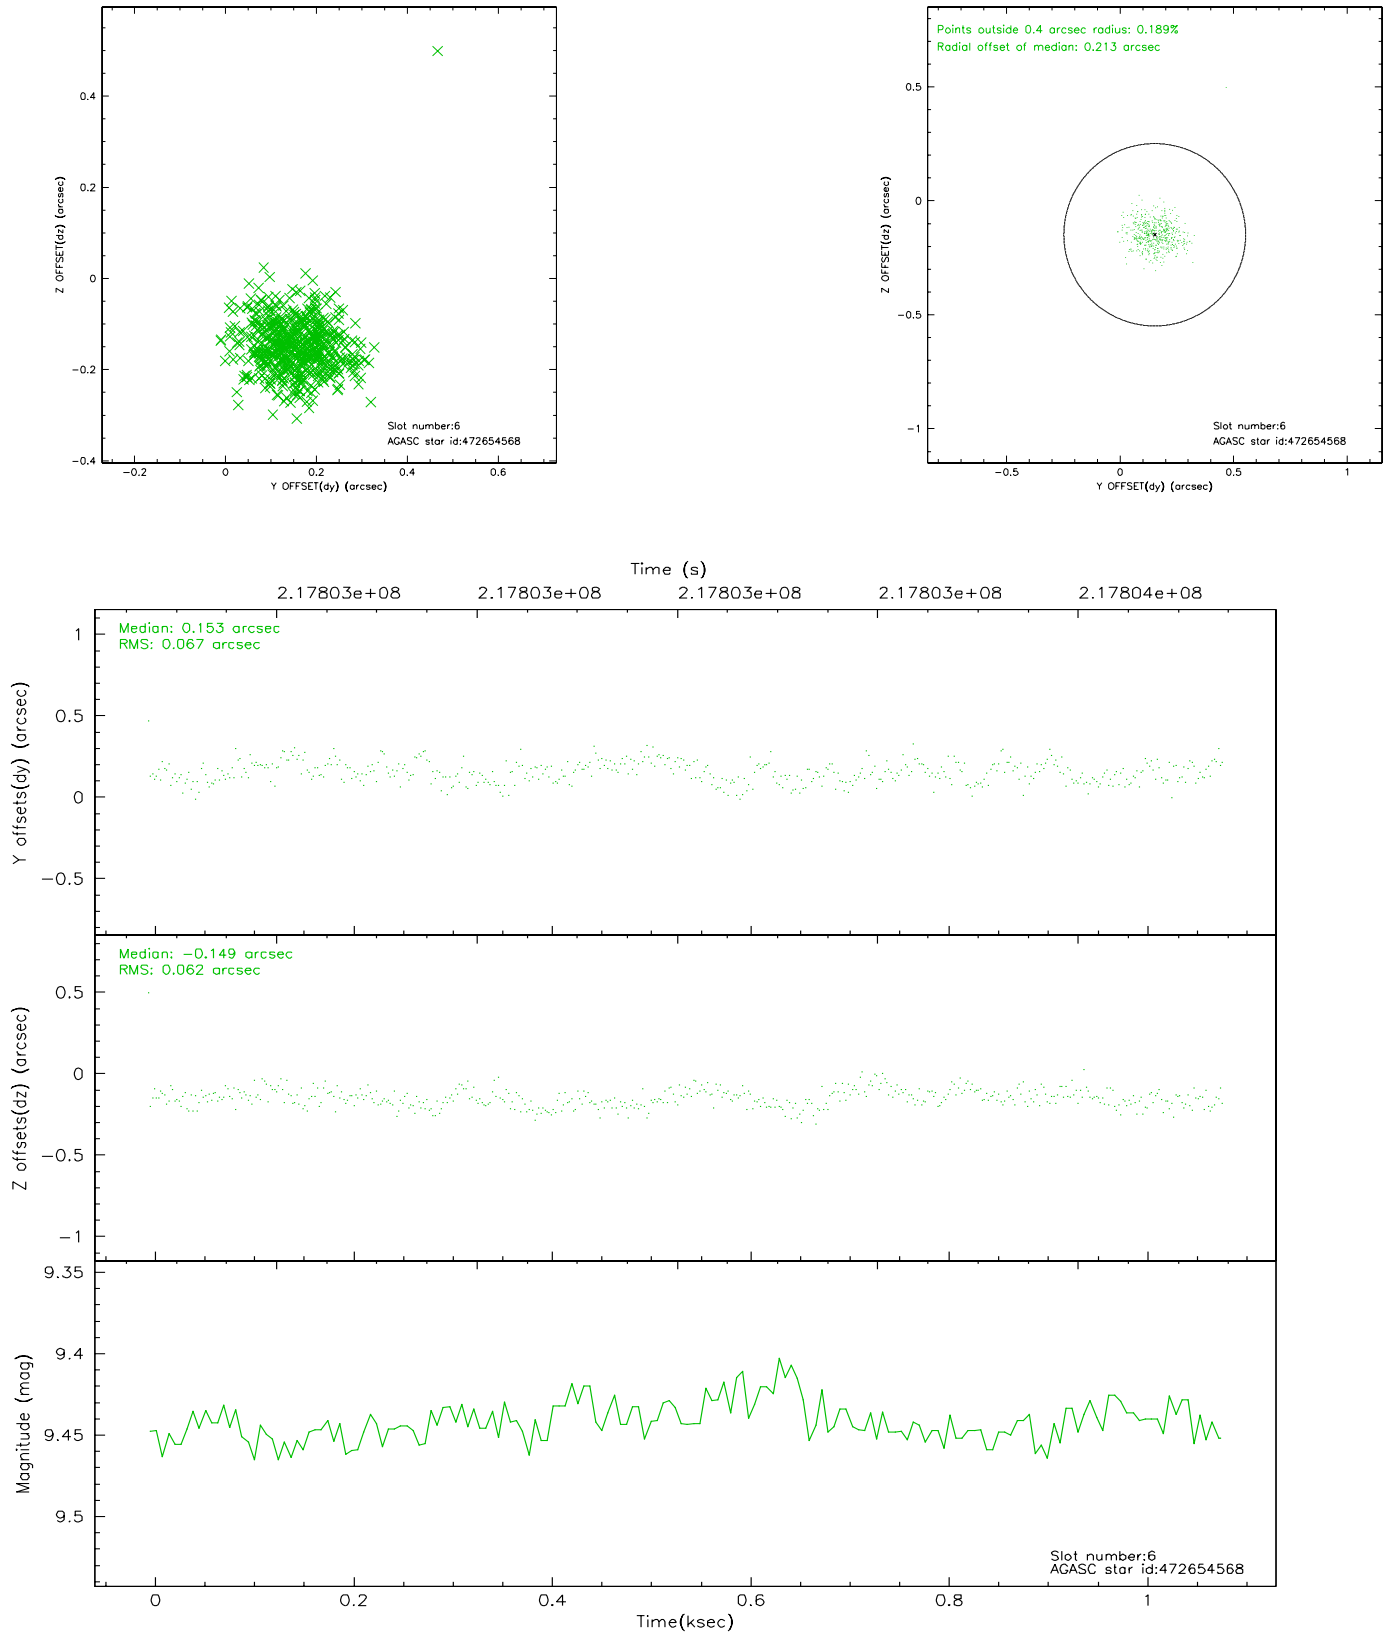 0.4
0.2
0
−0.2
−0.4
Z OFFSET(dz) (arcsec)
Slot number:6
AGASC star id:472654568
−0.2
0
0.2
0.4
0.6
Y OFFSET(dy) (arcsec)
Points outside 0.4 arcsec radius: 0.189%
Radial offset of median: 0.213 arcsec
0.5
0
−0.5
−1
Z OFFSET(dz) (arcsec)
Slot number:6
AGASC star id:472654568
−0.5
0
0.5
1
Y OFFSET(dy) (arcsec)
Time (s)
2.17803e+08
2.17803e+08
2.17803e+08
2.17803e+08
2.17804e+08
Median: 0.153 arcsec
RMS: 0.067 arcsec
1
0.5
0
−0.5
Y offsets(dy) (arcsec)
Median: −0.149 arcsec
RMS: 0.062 arcsec
0.5
0
−0.5
−1
Z offsets(dz) (arcsec)
9.35
9.4
9.45
9.5
Magnitude (mag)
Slot number:6
AGASC star id:472654568
0
0.2
0.4
0.6
0.8
1
Time(ksec)